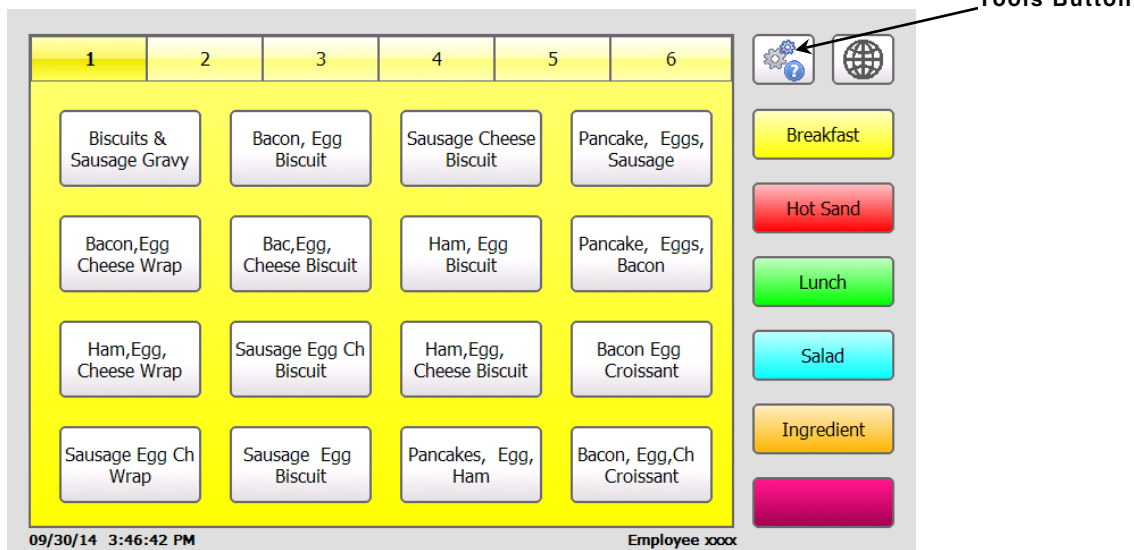 Tools Button
1 2 3 4 5 6
?
Biscuits &
Sausage Gravy
Bacon, Egg
Biscuit
Sausage Cheese
Biscuit
Pancake, Eggs,
Sausage
Breakfast
Hot Sand
Bacon,Egg
Cheese Wrap
Bac,Egg,
Cheese Biscuit
Ham, Egg
Biscuit
Pancake, Eggs,
Bacon
Lunch
Ham,Egg,
Cheese Wrap
Sausage Egg Ch
Biscuit
Ham,Egg,
Cheese Biscuit
Bacon Egg
Croissant
Salad
Ingredient
Sausage Egg Ch
Wrap
Sausage Egg
Biscuit
Pancakes, Egg,
Ham
Bacon, Egg,Ch
Croissant
09/30/14 3:46:42 PM
Employee xxxx